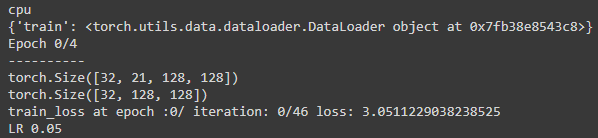 cpu
{'train': <torch.utils.data.dataloader.DataLoader object at 0x7fb38e8543c8>}
Epoch 0/4
----------
torch.Size([32, 21, 128, 128])
torch.Size([32, 128, 128])
train_loss at epoch :0/ iteration: 0/46 loss: 3.0511229038238525
LR 0.05